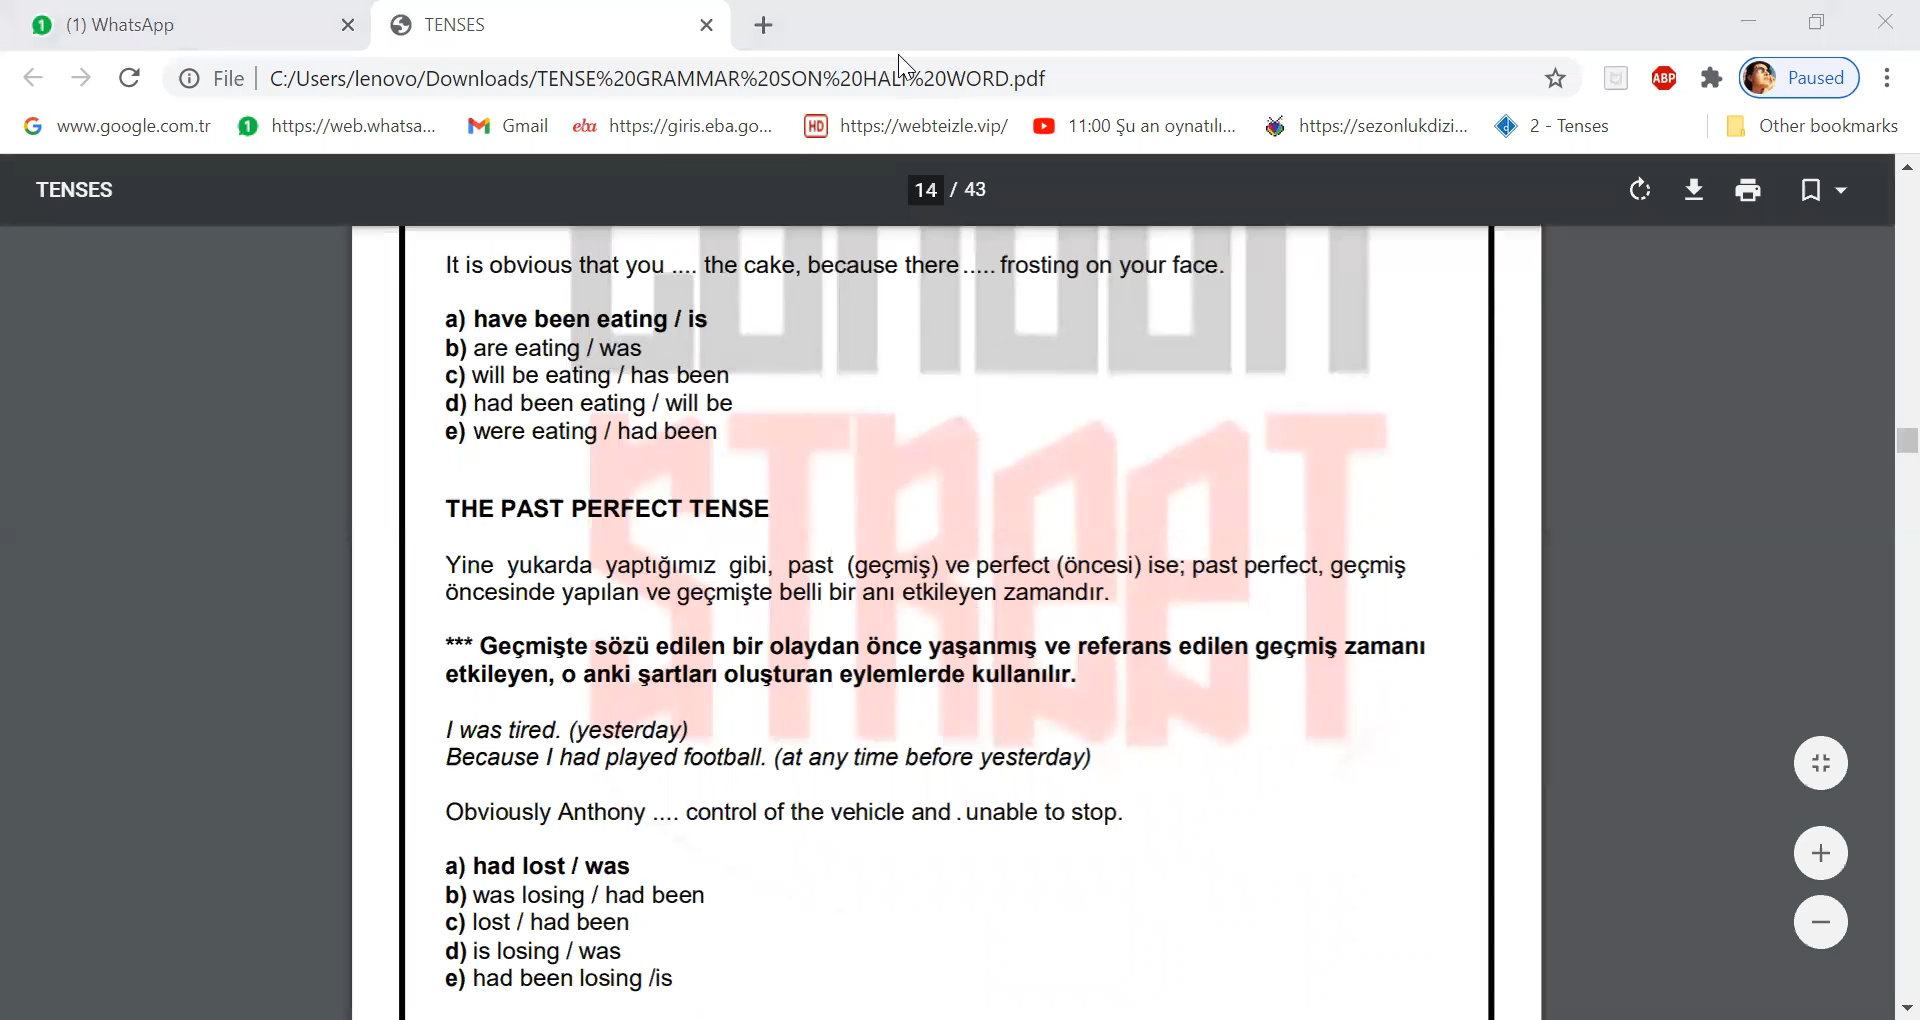 (1) WhatsApp
TENSES
File
C:/Users/lenovo/Downloads/TENSE%20GRAMMAR%20SON%20HALİ%20WORD.pdf
ABP
Paused
www.google.com.tr
https://web.whatsa...
Gmail
eba
https://giris.eba.go...
HD
https://webteizle.vip/
11:00 Şu an oynatılı...
https://sezonlukdizi...
2 - Tenses
Other bookmarks
TENSES
14 / 43
LONDON
STREET
It is obvious that you .... the cake, because there ..... frosting on your face.
a) have been eating / is
b) are eating / was
c) will be eating / has been
d) had been eating / will be
e) were eating / had been
THE PAST PERFECT TENSE
Yine yukarda yaptığımız gibi, past (geçmiş) ve perfect (öncesi) ise; past perfect, geçmiş
öncesinde yapılan ve geçmişte belli bir anı etkileyen zamandır.
*** Geçmişte sözü edilen bir olaydan önce yaşanmış ve referans edilen geçmiş zamanı
etkileyen, o anki şartları oluşturan eylemlerde kullanılır.
I was tired. (yesterday)
Because I had played football. (at any time before yesterday)
Obviously Anthony .... control of the vehicle and . unable to stop.
a) had lost / was
b) was losing / had been
c) lost / had been
d) is losing / was
e) had been losing /is